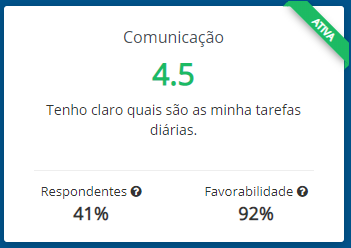 ATIVA
Comunicação
4.5
Tenho claro quais são as minha tarefas
diárias.
Respondentes ?
Favorabilidade ?
41%
92%